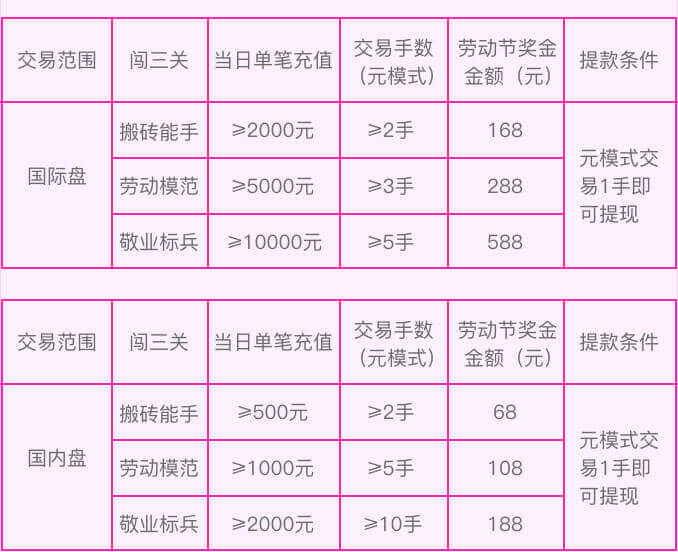 交易范围 闯三关 当日单笔充值 交易手数（元模式） 劳动节奖金金额（元） 提款条件
国际盘 搬砖能手 ≥2000元 ≥2手 168 元模式交易1手即可提现
劳动模范 ≥5000元 ≥3手 288
敬业标兵 ≥10000元 ≥5手 588
交易范围 闯三关 当日单笔充值 交易手数（元模式） 劳动节奖金金额（元） 提款条件
国内盘 搬砖能手 ≥500元 ≥2手 68 元模式交易1手即可提现
劳动模范 ≥1000元 ≥5手 108
敬业标兵 ≥2000元 ≥10手 188